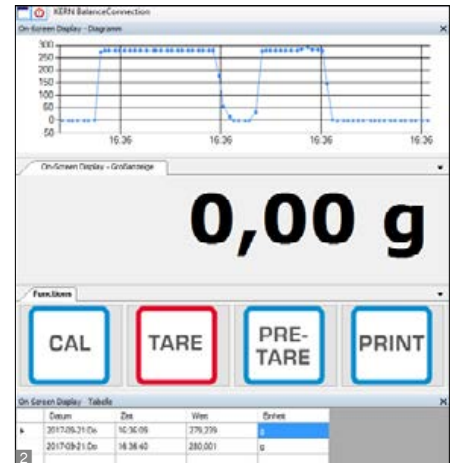 KERN BalanceConnection
On-Screen Display - Diagramm
300
250
200
150
100
50
0
50
16:36 16:36 16:36 16:36
On-Screen Display - Großanzeige
0,00 g
Functions
CAL TARE PRE-TARE PRINT
On-Screen Display - Tabelle
Datum Zeit Wert Einheit
2017-09-21 Do 16:36:09 279,239 g
2017-09-21 Do 16:36:40 280,001 g
2